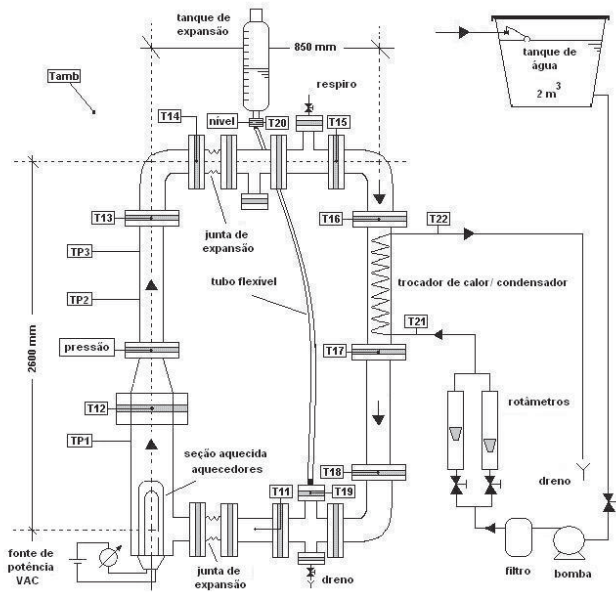 tanque de
expansão
850 mm
tanque de
água
2 m³
Tamb
respiro
T14
nível
T20
T15
T13
junta de
expansão
T16
T22
TP3
tubo flexível
trocador de calor/ condensador
TP2
2600 mm
T21
pressão
T17
T12
rotâmetros
TP1
seção aquecida
aquecedores
T18
T11
T19
dreno
fonte de
potência
VAC
junta de
expansão
dreno
filtro
bomba